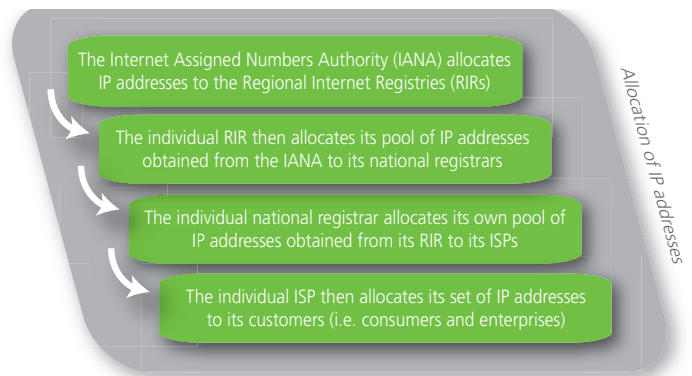 The Internet Assigned Numbers Authority (IANA) allocates
IP addresses to the Regional Internet Registries (RIRs)
The individual RIR then allocates its pool of IP addresses
obtained from the IANA to its national registrars
The individual national registrar allocates its own pool of
IP addresses obtained from its RIR to its ISPs
The individual ISP then allocates its set of IP addresses
to its customers (i.e. consumers and enterprises)
Allocation of IP addresses